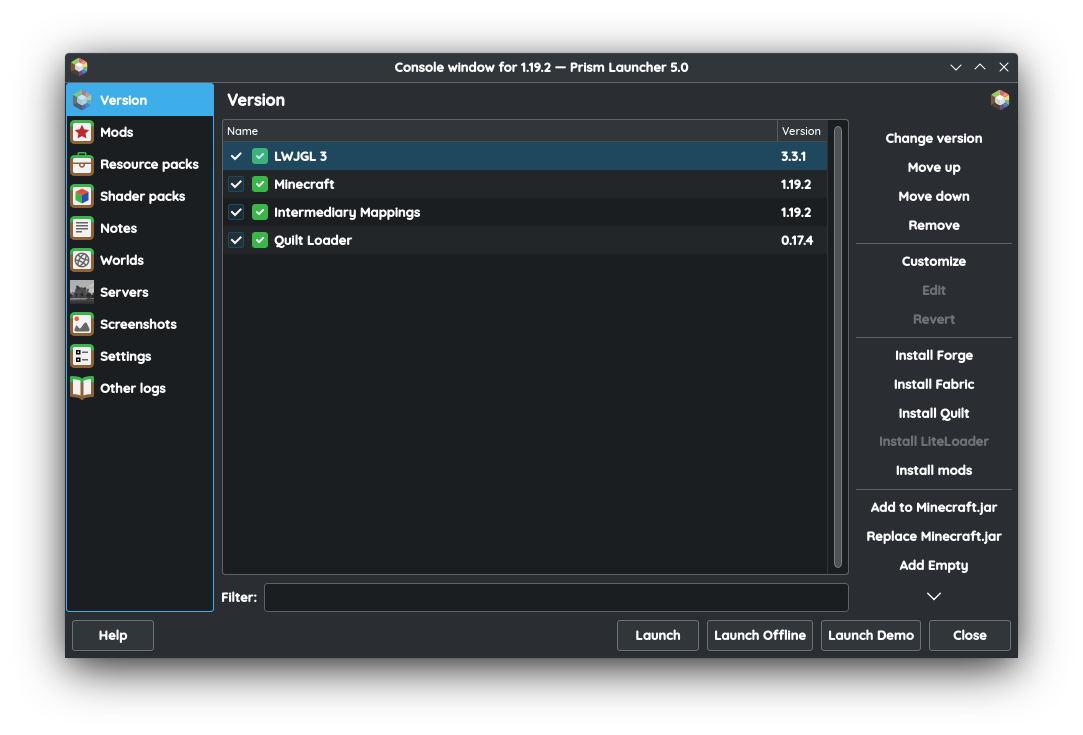 Console window for 1.19.2 — Prism Launcher 5.0
Version
Mods
Resource packs
Shader packs
Notes
Worlds
Servers
Screenshots
Settings
Other logs
Version
Name Version
LWJGL 3 3.3.1
Minecraft 1.19.2
Intermediary Mappings 1.19.2
Quilt Loader 0.17.4
Filter:
Change version
Move up
Move down
Remove
Customize
Edit
Revert
Install Forge
Install Fabric
Install Quilt
Install LiteLoader
Install mods
Add to Minecraft.jar
Replace Minecraft.jar
Add Empty
Help Launch Launch Offline Launch Demo Close